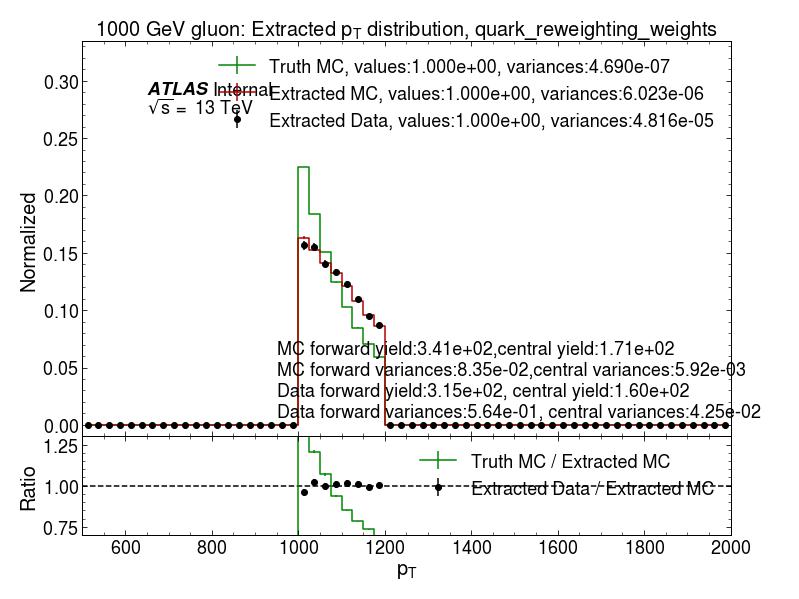 1000 GeV gluon: Extracted pT distribution, quark_reweighting_weights
Truth MC, values:1.000e+00, variances:4.690e-07
ATLAS Internal
Extracted MC, values:1.000e+00, variances:6.023e-06
√s = 13 TeV
Extracted Data, values:1.000e+00, variances:4.816e-05
Normalized
0.30
0.25
0.20
0.15
0.10
0.05
0.00
MC forward yield:3.41e+02,central yield:1.71e+02
MC forward variances:8.35e-02,central variances:5.92e-03
Data forward yield:3.15e+02, central yield:1.60e+02
Data forward variances:5.64e-01, central variances:4.25e-02
Ratio
1.25
1.00
0.75
Truth MC / Extracted MC
Extracted Data / Extracted MC
600 800 1000 1200 1400 1600 1800 2000
pT